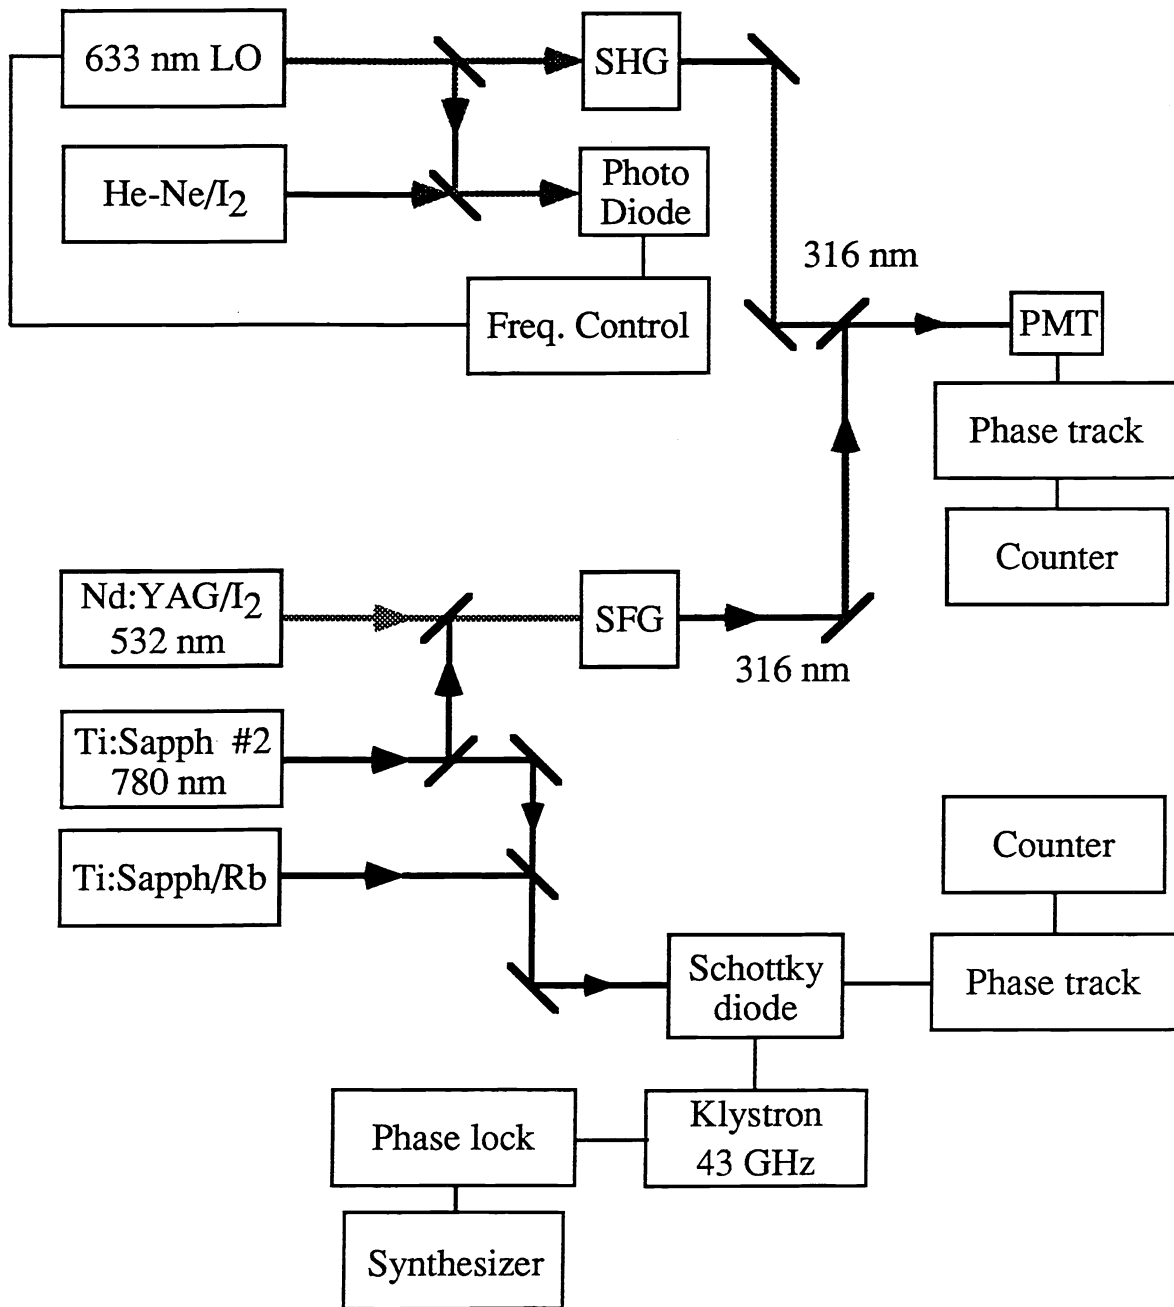 633 nm LO
SHG
He-Ne/I2
Photo
Diode
316 nm
Freq. Control
PMT
Phase track
Counter
Nd:YAG/I2
532 nm
SFG
316 nm
Ti:Sapph #2
780 nm
Ti:Sapph/Rb
Counter
Schottky
diode
Phase track
Klystron
43 GHz
Phase lock
Synthesizer